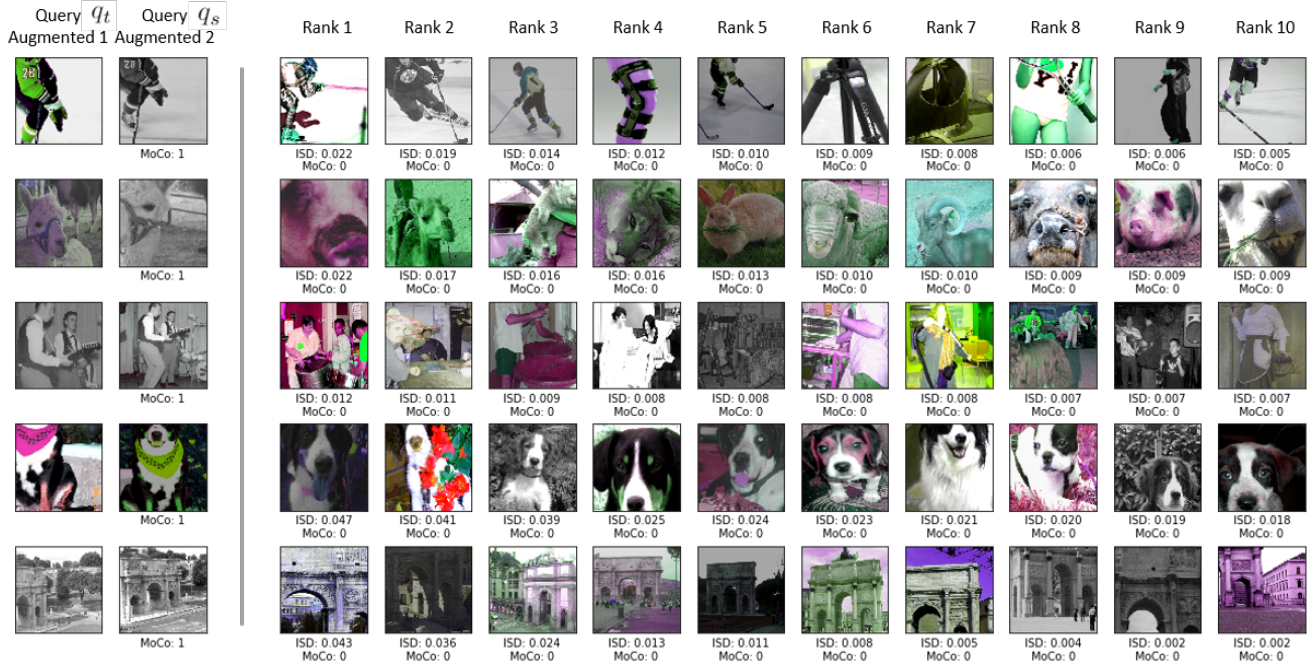 Query q_t Query q_s Rank 1 Rank 2 Rank 3 Rank 4 Rank 5 Rank 6 Rank 7 Rank 8 Rank 9 Rank 10
Augmented 1 Augmented 2
MoCo: 1 ISD: 0.022 ISD: 0.019 ISD: 0.014 ISD: 0.012 ISD: 0.010 ISD: 0.009 ISD: 0.008 ISD: 0.006 ISD: 0.006 ISD: 0.005
MoCo: 0 MoCo: 0 MoCo: 0 MoCo: 0 MoCo: 0 MoCo: 0 MoCo: 0 MoCo: 0 MoCo: 0 MoCo: 0
MoCo: 1 ISD: 0.022 ISD: 0.017 ISD: 0.016 ISD: 0.016 ISD: 0.013 ISD: 0.010 ISD: 0.010 ISD: 0.009 ISD: 0.009 ISD: 0.009
MoCo: 0 MoCo: 0 MoCo: 0 MoCo: 0 MoCo: 0 MoCo: 0 MoCo: 0 MoCo: 0 MoCo: 0 MoCo: 0
MoCo: 1 ISD: 0.012 ISD: 0.011 ISD: 0.009 ISD: 0.008 ISD: 0.008 ISD: 0.008 ISD: 0.008 ISD: 0.007 ISD: 0.007 ISD: 0.007
MoCo: 0 MoCo: 0 MoCo: 0 MoCo: 0 MoCo: 0 MoCo: 0 MoCo: 0 MoCo: 0 MoCo: 0 MoCo: 0
MoCo: 1 ISD: 0.047 ISD: 0.041 ISD: 0.039 ISD: 0.025 ISD: 0.024 ISD: 0.023 ISD: 0.021 ISD: 0.020 ISD: 0.019 ISD: 0.018
MoCo: 0 MoCo: 0 MoCo: 0 MoCo: 0 MoCo: 0 MoCo: 0 MoCo: 0 MoCo: 0 MoCo: 0 MoCo: 0
MoCo: 1 ISD: 0.043 ISD: 0.036 ISD: 0.024 ISD: 0.013 ISD: 0.011 ISD: 0.008 ISD: 0.005 ISD: 0.004 ISD: 0.002 ISD: 0.002
MoCo: 0 MoCo: 0 MoCo: 0 MoCo: 0 MoCo: 0 MoCo: 0 MoCo: 0 MoCo: 0 MoCo: 0 MoCo: 0